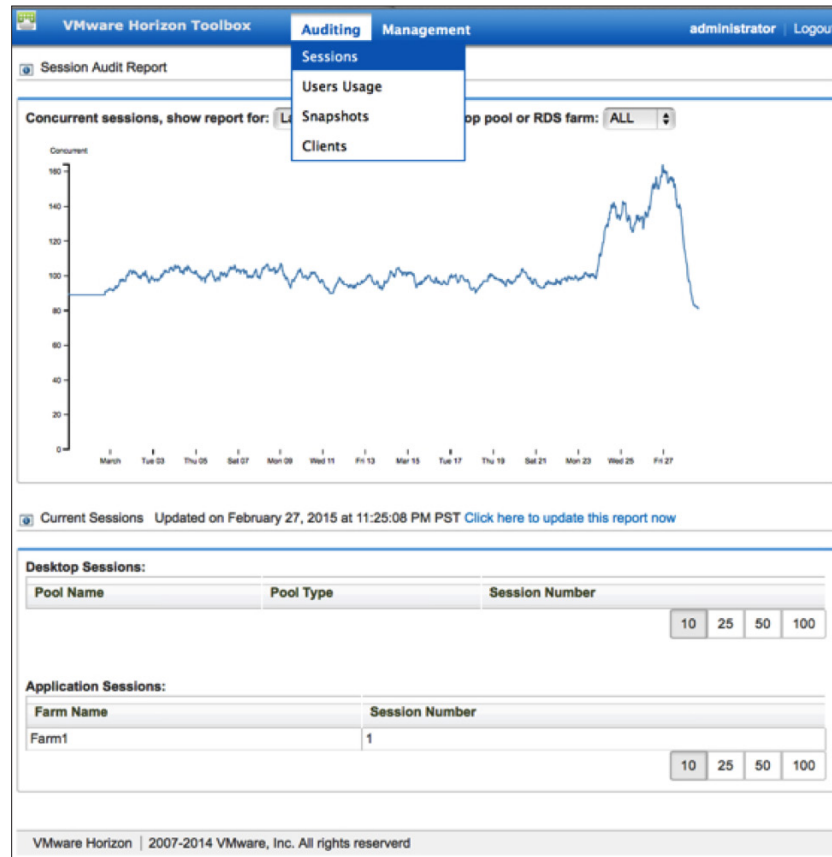 VMware Horizon Toolbox Auditing Management administrator Logout
Sessions
Users Usage
Snapshots
Clients
Session Audit Report
Concurrent sessions, show report for: La op pool or RDS farm: ALL
Concurrent
160
140
120
100
80
60
40
20
0
March Tue 03 Thu 05 Sat 07 Mon 09 Wed 11 Fri 13 Mar 15 Tue 17 Thu 19 Sat 21 Mon 23 Wed 25 Fri 27
Current Sessions Updated on February 27, 2015 at 11:25:08 PM PST Click here to update this report now
Desktop Sessions:
Pool Name Pool Type Session Number
10 25 50 100
Application Sessions:
Farm Name Session Number
Farm1 1
10 25 50 100
VMware Horizon | 2007-2014 VMware, Inc. All rights reserverd